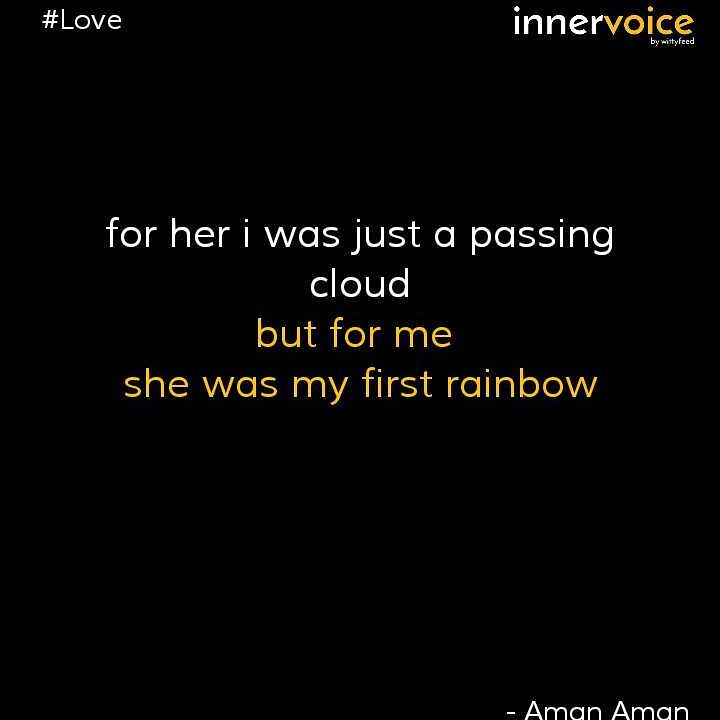 #Love
innervoice
by wittyfeed
for her i was just a passing
cloud
but for me
she was my first rainbow
- Aman Aman